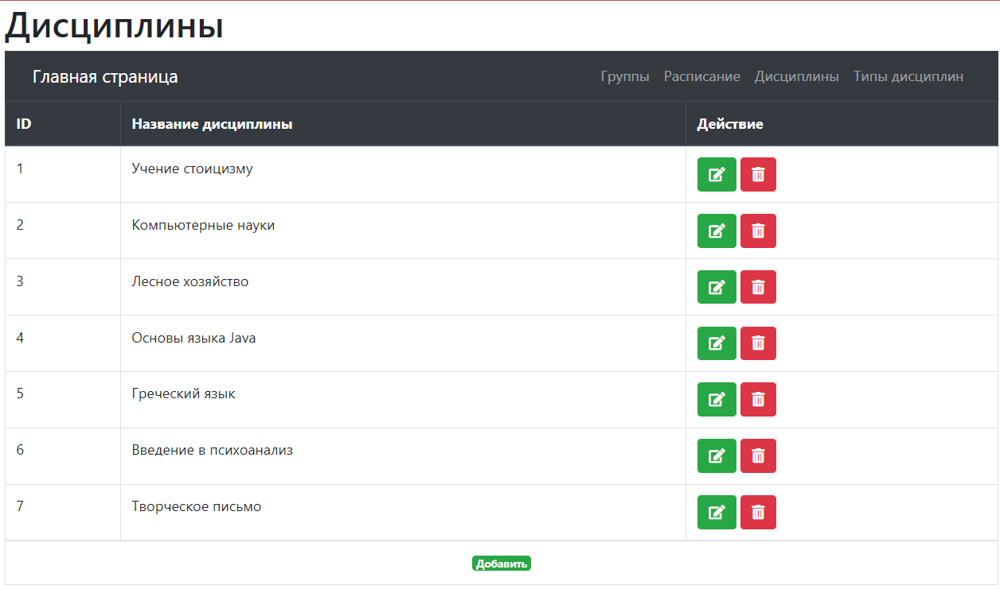 Дисциплины
Главная страница Группы Расписание Дисциплины Типы дисциплин
ID Название дисциплины Действие
1 Учение стоицизму
2 Компьютерные науки
3 Лесное хозяйство
4 Основы языка Java
5 Греческий язык
6 Введение в психоанализ
7 Творческое письмо
Добавить